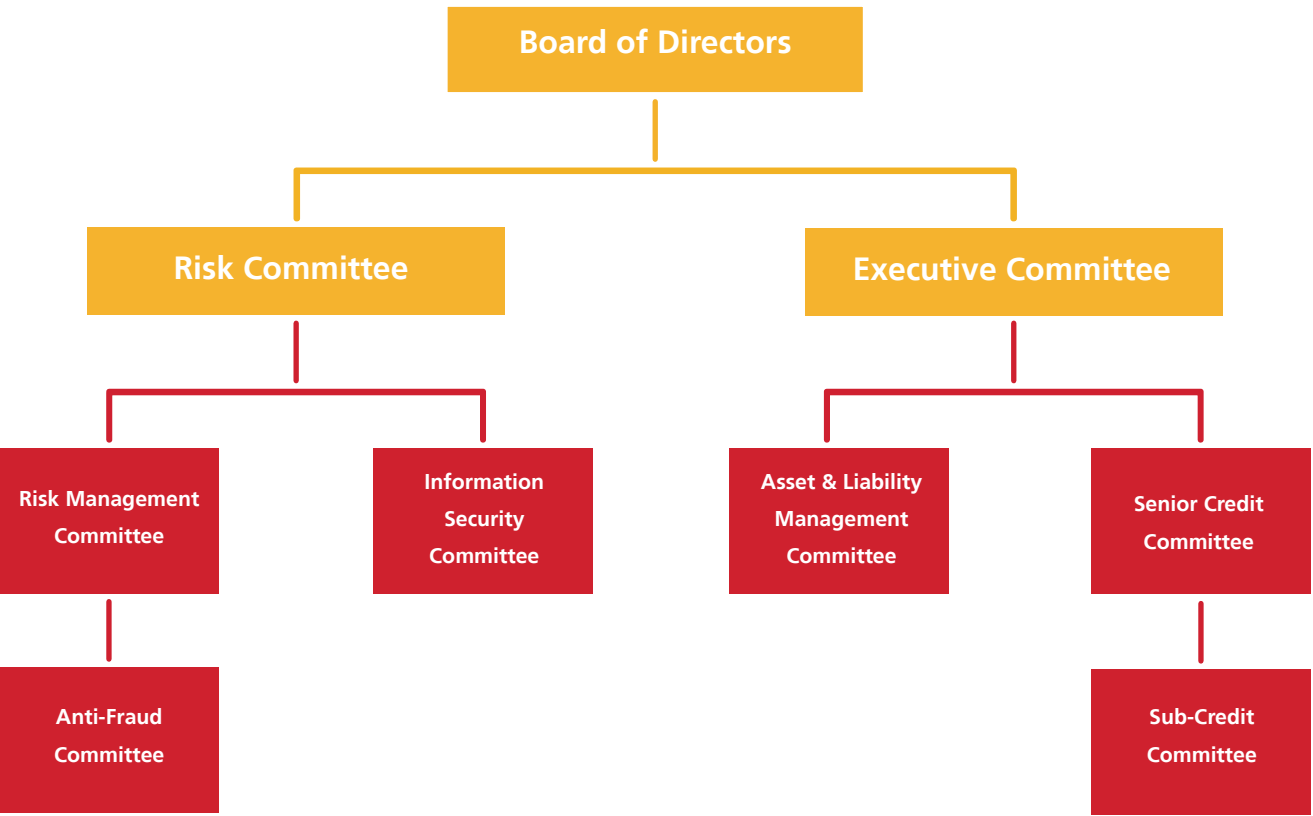 Board of Directors
Risk Committee
Executive Committee
Risk Management
Committee
Information
Security
Committee
Asset & Liability
Management
Committee
Senior Credit
Committee
Anti-Fraud
Committee
Sub-Credit
Committee